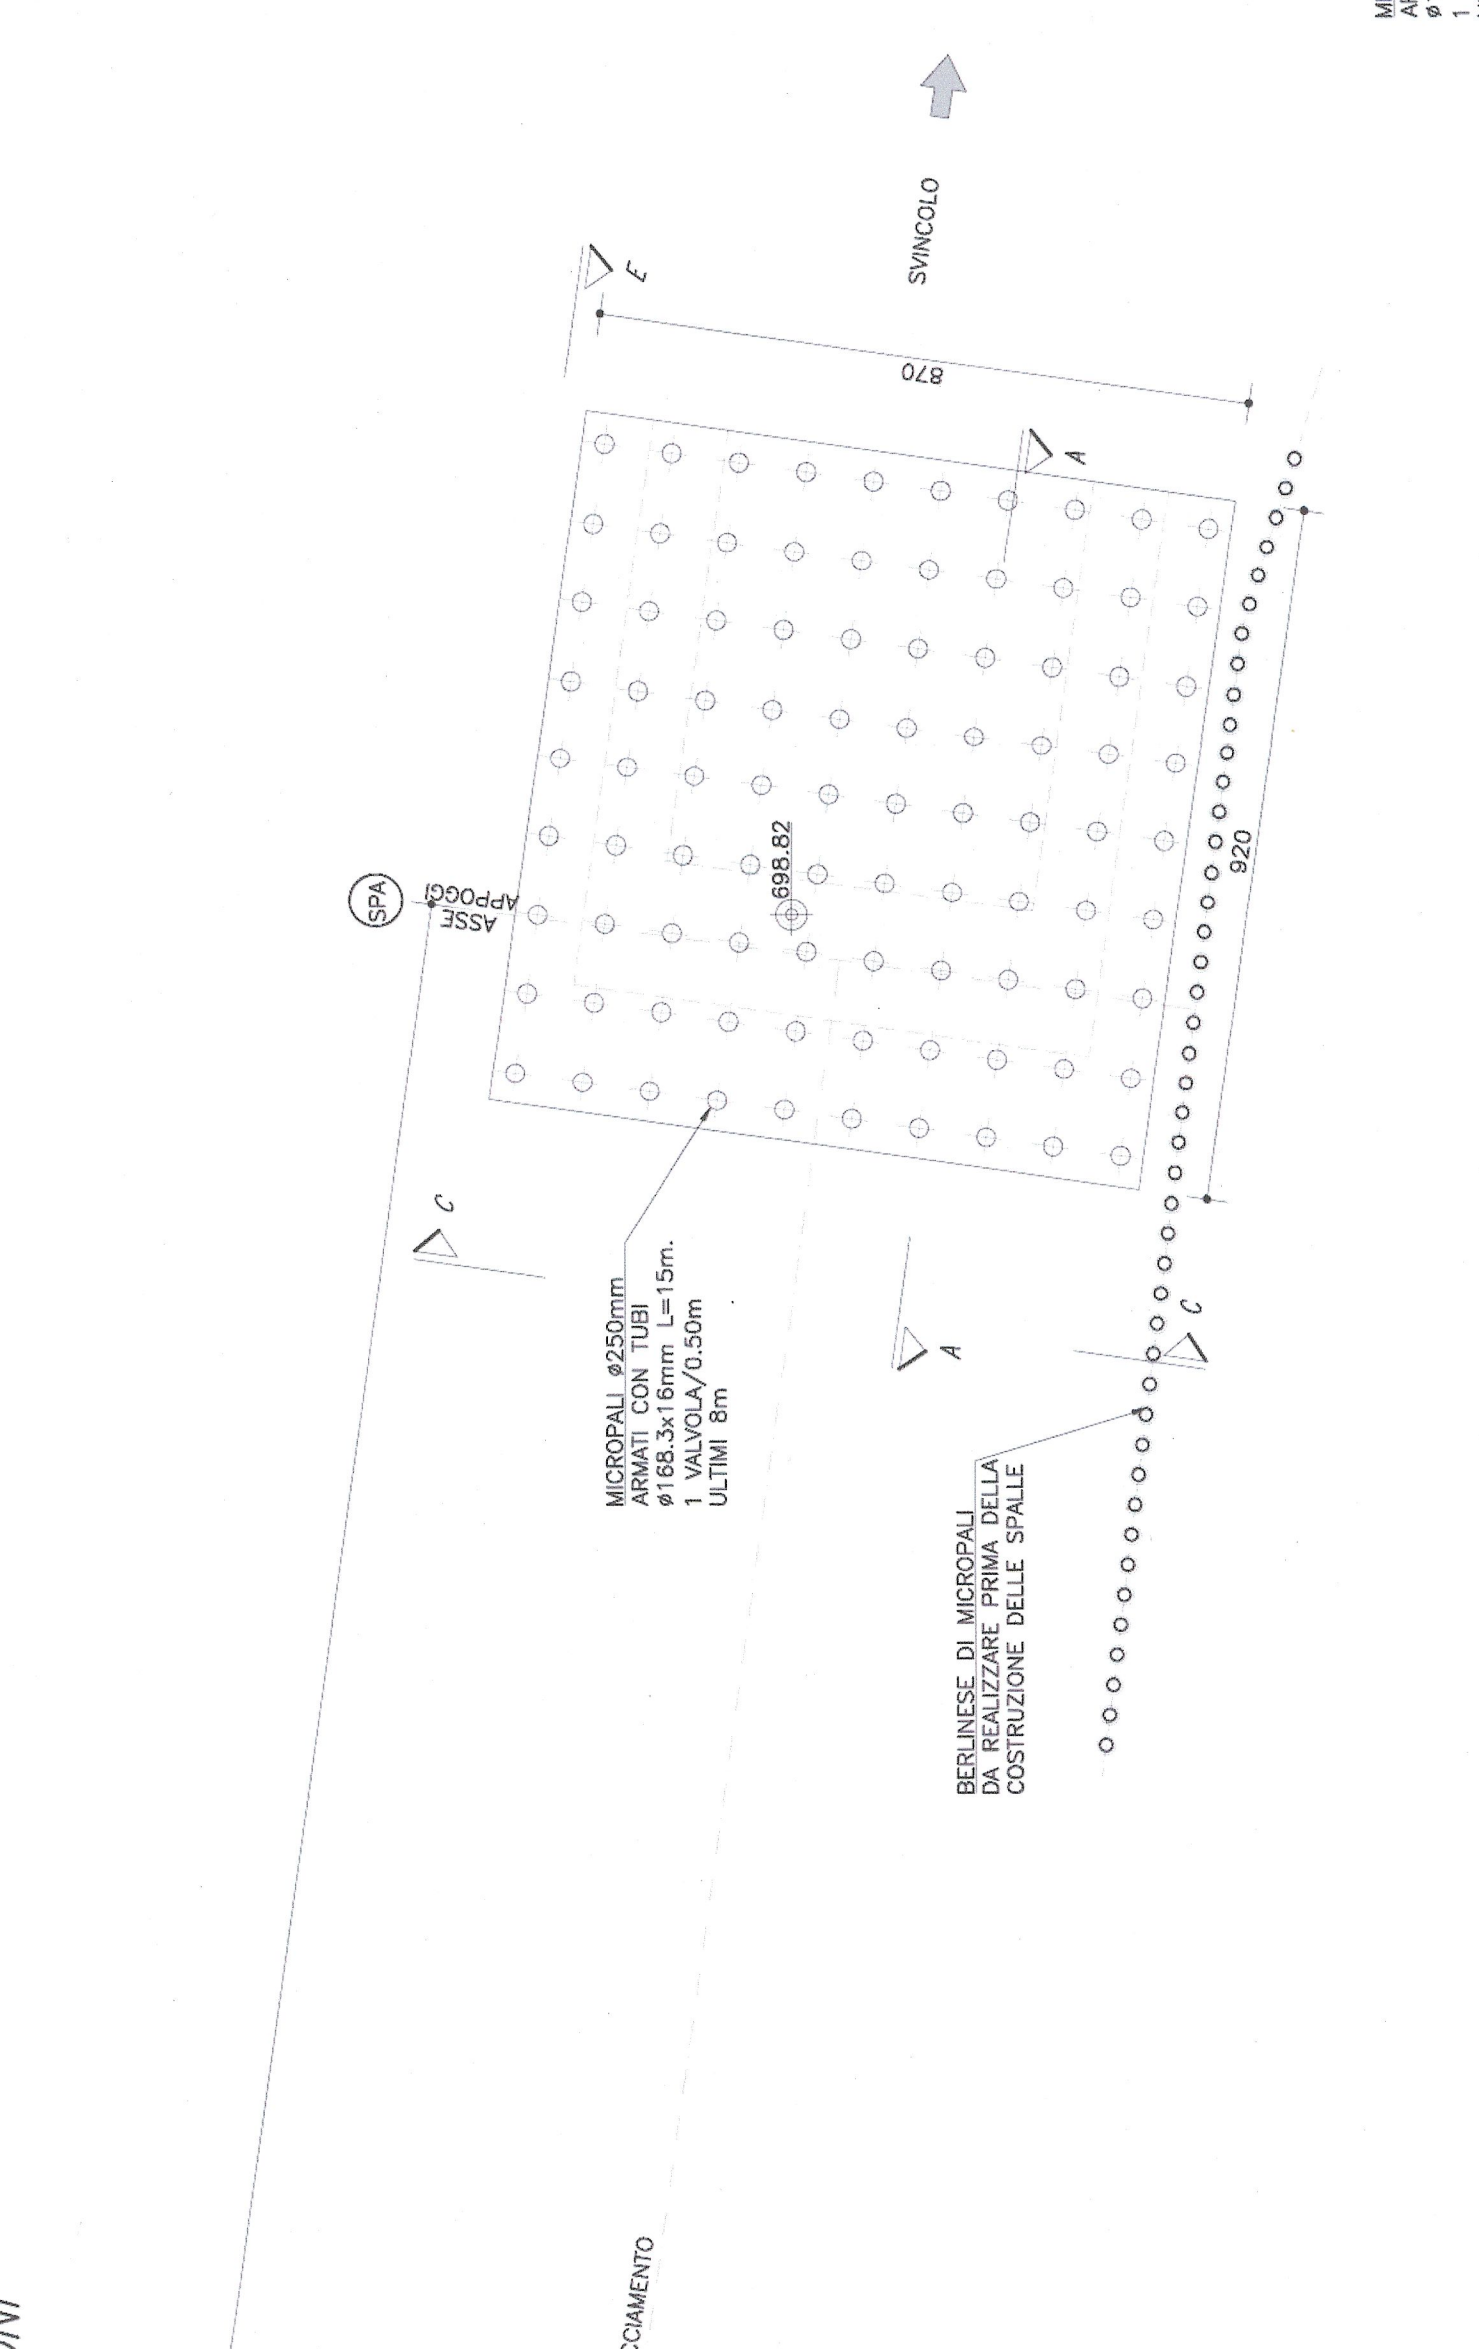 SVINCOLO
E
870
A
SPA
ASSE
APPOGGI
698.82
920
C
MICROPALI ø250mm
ARMATI CON TUBI
ø168.3x16mm L=15m.
1 VALVOLA/0.50m
ULTIMI 8m
A
C
BERLINESE DI MICROPALI
DA REALIZZARE PRIMA DELLA
COSTRUZIONE DELLE SPALLE
CCIAMENTO